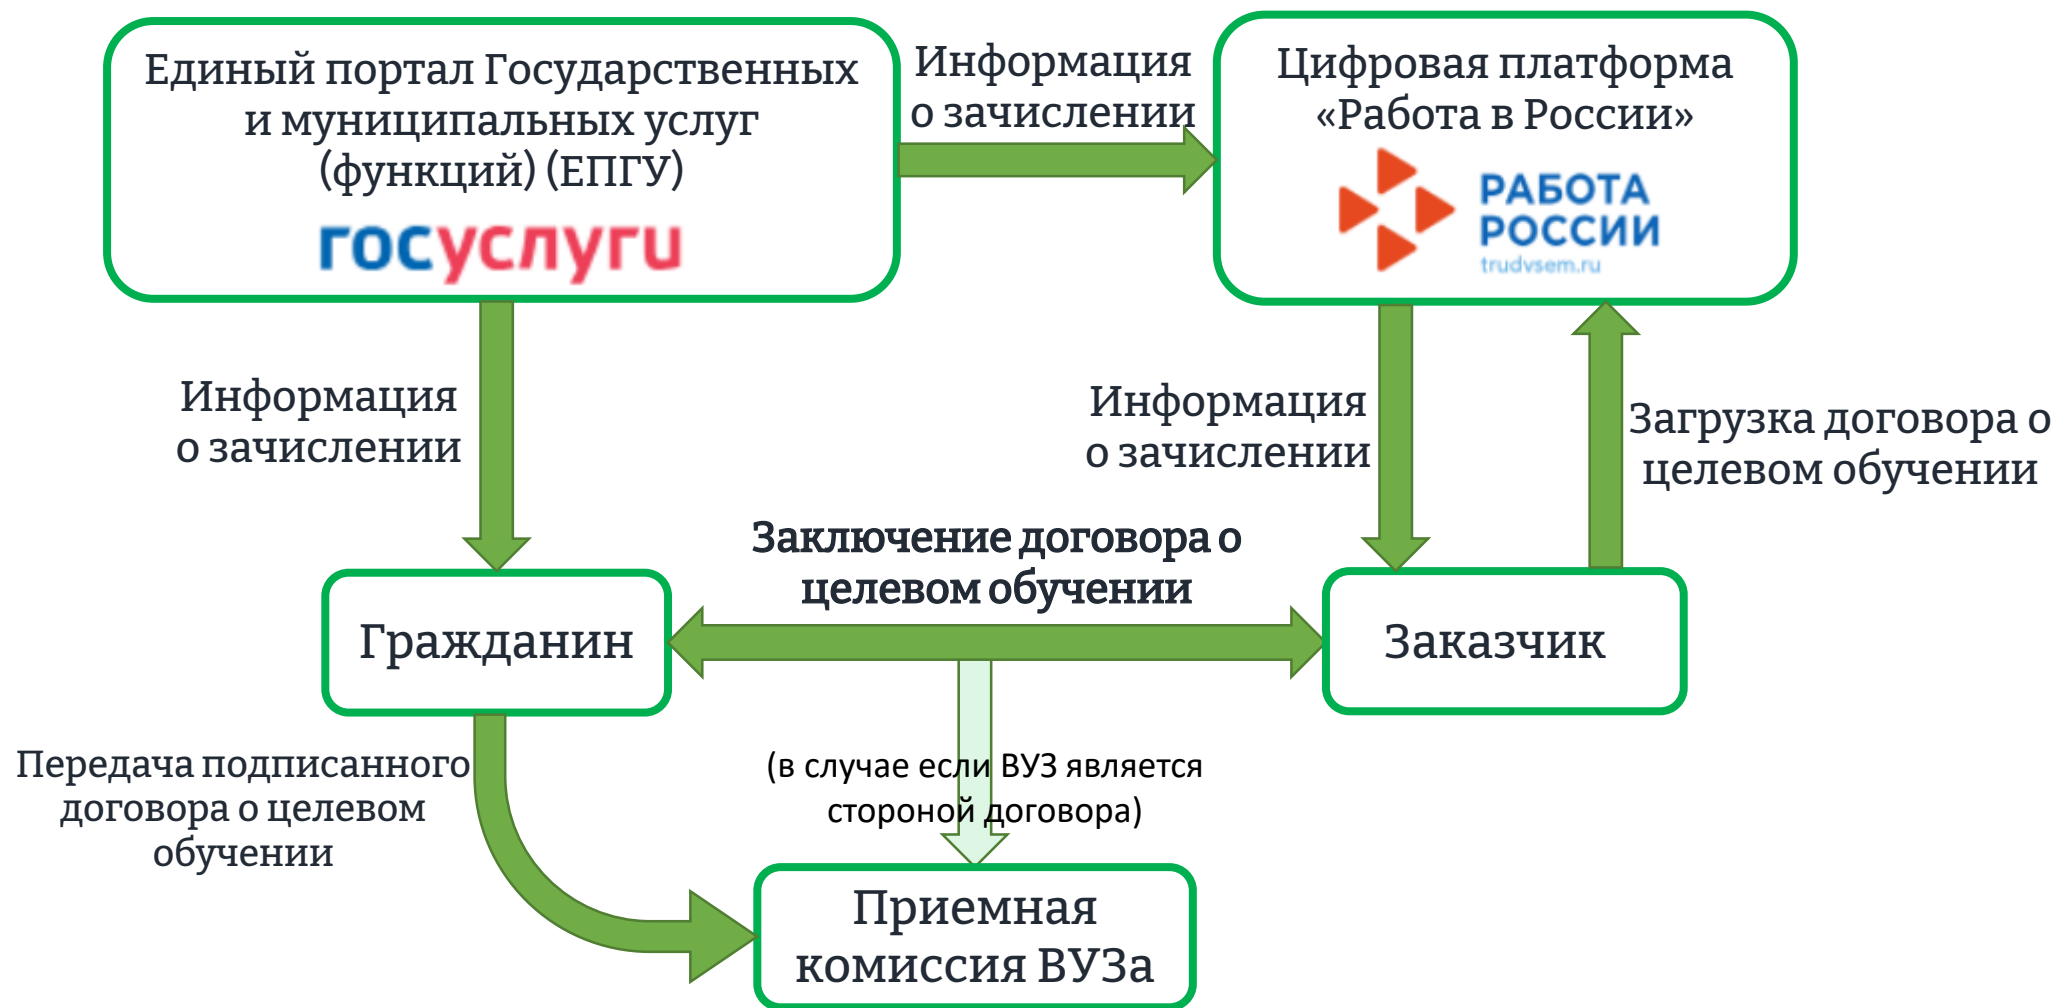 Единый портал Государственных
и муниципальных услуг
(функций) (ЕПГУ)
госуслуги
Информация
о зачислении
Цифровая платформа
«Работа в России»
РАБОТА
РОССИИ
trudvsem.ru
Информация
о зачислении
Информация
о зачислении
Загрузка договора о
целевом обучении
Заключение договора о
целевом обучении
Гражданин
Заказчик
Передача подписанного
договора о целевом
обучении
(в случае если ВУЗ является
стороной договора)
Приемная
комиссия ВУЗа